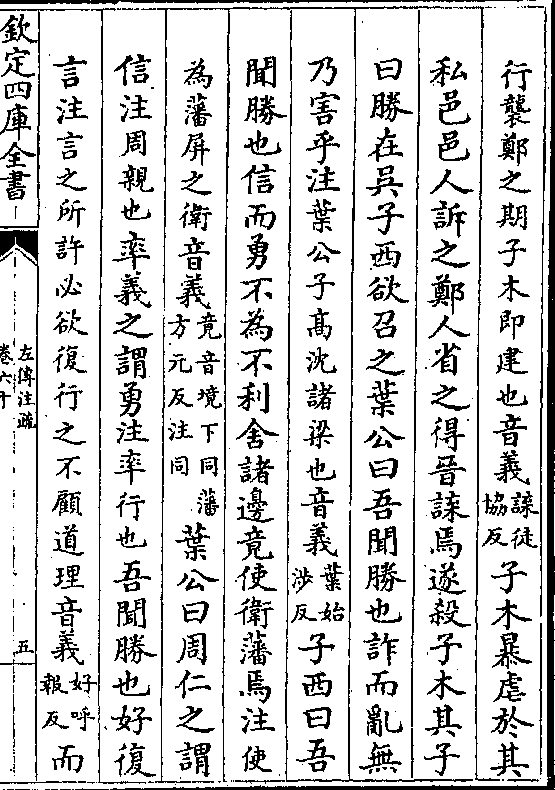 行襲鄭之期子木即建也音義諜徒協反子木暴虐於其
私邑邑人訴之鄭人省之得晉諜焉遂殺子木其子
曰勝在吳子西欲召之葉公曰吾聞勝也詐而亂無
乃害乎注葉公子高沈諸梁也音義葉始涉反子西曰吾
聞勝也信而勇不為不利舍諸邊竟使衛藩焉注使
為藩屏之衛音義竟音境下同藩方元反注同葉公曰周仁之謂
信注周親也率義之謂勇注率行也吾聞勝也好復
言注言之所許必欲復行之不顧道理音義好呼報反而
欽定四庫全書
左傳注疏
卷六十
五